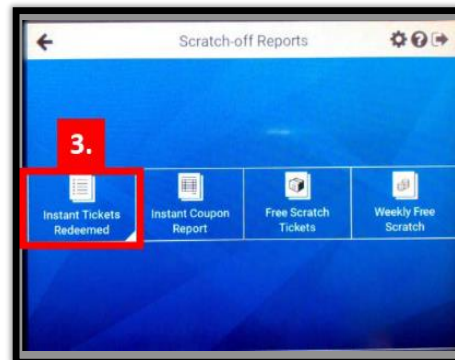 Scratch-off Reports
3.
Instant Tickets
Redeemed
Instant Coupon
Report
Free Scratch
Tickets
Weekly Free
Scratch